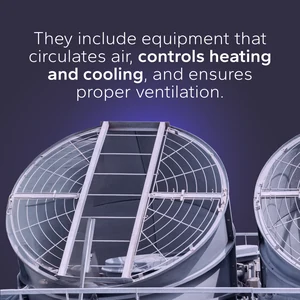 They include equipment that
circulates air, controls heating
and cooling, and ensures
proper ventilation.